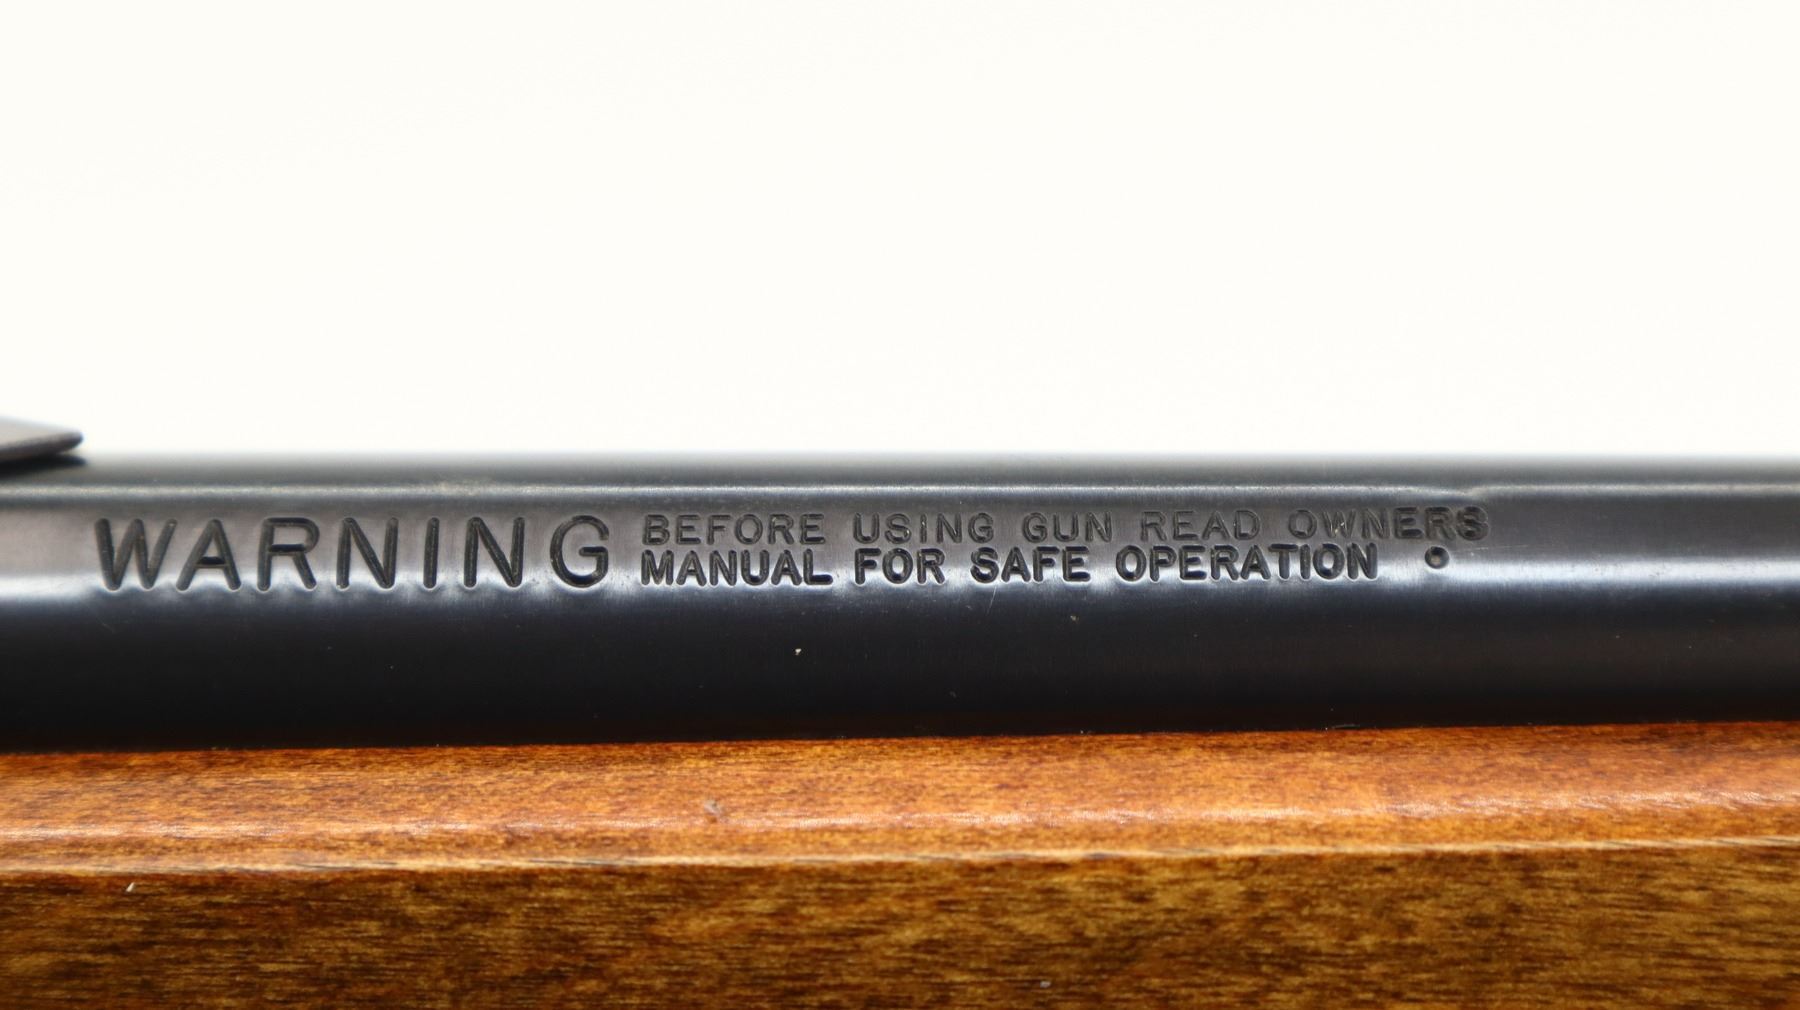 WARNING
BEFORE USING GUN READ OWNERS
MANUAL FOR SAFE OPERATION